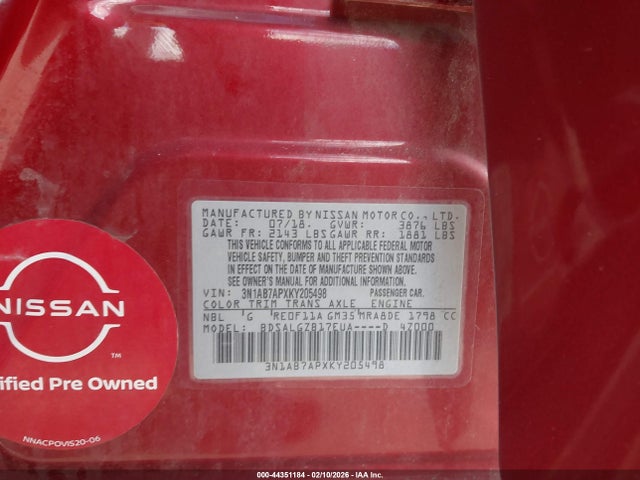 MANUFACTURED BY NISSAN MOTOR CO., LTD.
DATE: 07/18. GVWR: 3876 LBS
GAWR FR: 2143 LBS GAWR RR: 1881 LBS
THIS VEHICLE CONFORMS TO ALL APPLICABLE FEDERAL MOTOR
VEHICLE SAFETY, BUMPER AND THEFT PREVENTION STANDARDS
IN EFFECT ON THE DATE OF MANUFACTURE SHOWN ABOVE.
SEE OWNER'S MANUAL FOR ADDITIONAL INFORMATION.
VIN: 3N1AB7APXKY205498 PASSENGER CAR.
COLOR TRIM TRANS AXLE ENGINE
NBL 'G 'RE0F11A GM35 MRA8DE 1798 CC
MODEL: BDSALGZB17EUA----D 47000
3N1AB7APXKY205498
NISSAN
ified Pre Owned
NNACPOVIS20-06
000-44351184 | 02/10/2026 - IAA Inc.